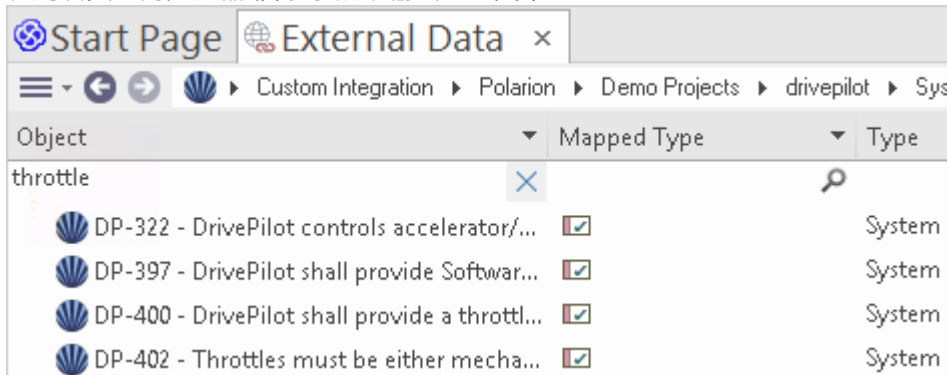 Start Page External Data ×
Custom Integration Polarion Demo Projects drivepilot Sys
Object Mapped Type Type
throttle
DP-322 - DrivePilot controls accelerator/... System
DP-397 - DrivePilot shall provide Softwar... System
DP-400 - DrivePilot shall provide a throttl... System
DP-402 - Throttles must be either mecha... System